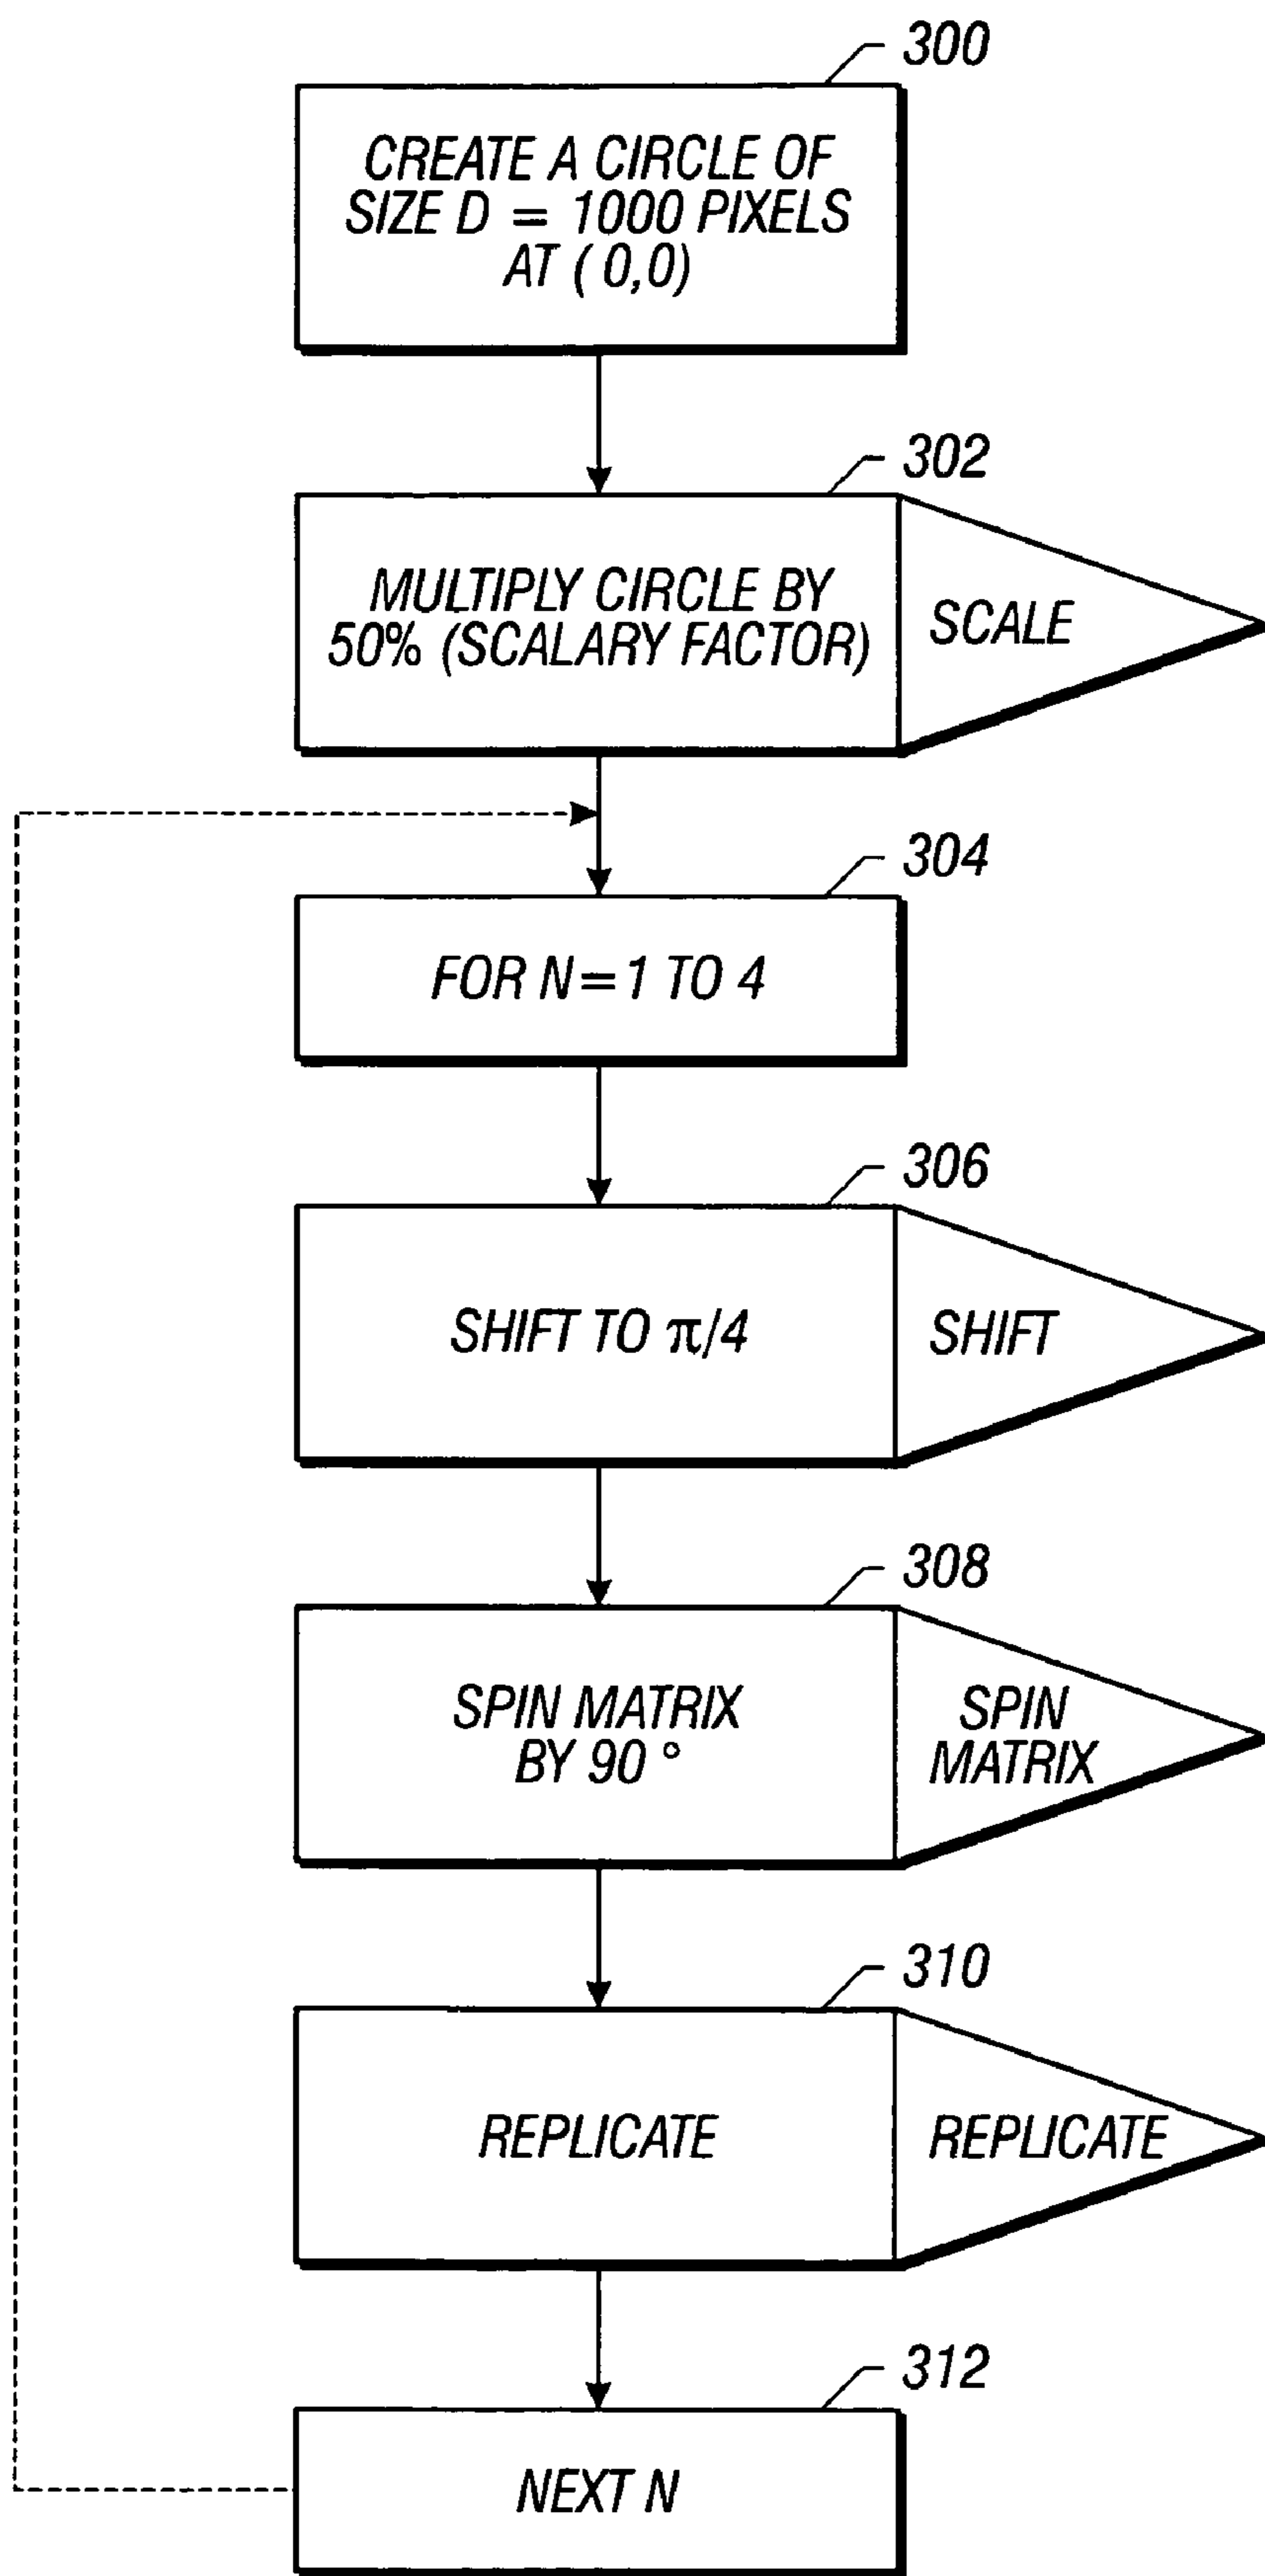 300
CREATE A CIRCLE OF
SIZE D = 1000 PIXELS
AT ( 0,0)
302
MULTIPLY CIRCLE BY
50% (SCALARY FACTOR)
SCALE
304
FOR N = 1 TO 4
306
SHIFT TO π/4
SHIFT
308
SPIN MATRIX
BY 90 °
SPIN
MATRIX
310
REPLICATE
REPLICATE
312
NEXT N